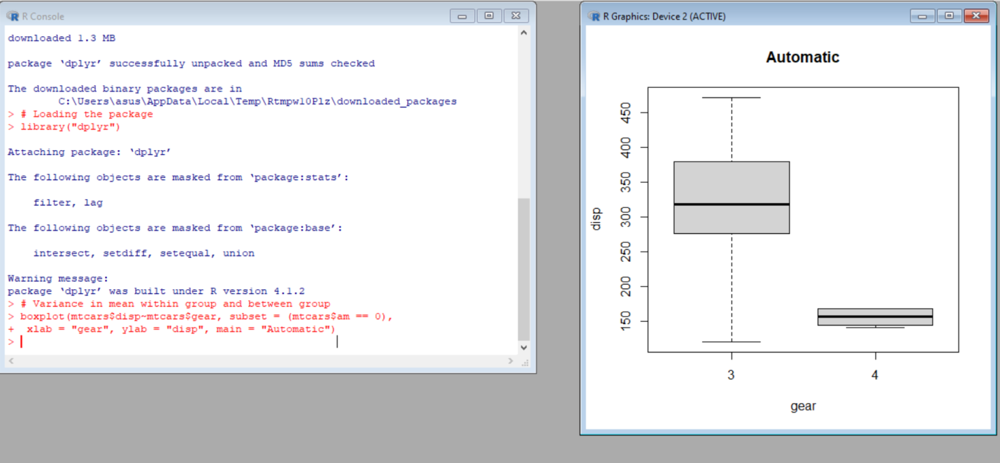 R Console
downloaded 1.3 MB
package ‘dplyr’ successfully unpacked and MD5 sums checked
The downloaded binary packages are in
C:\Users\asus\AppData\Local\Temp\Rtmpw10Plz\downloaded_packages
> # Loading the package
> library("dplyr")
Attaching package: ‘dplyr’
The following objects are masked from ‘package:stats’:
filter, lag
The following objects are masked from ‘package:base’:
intersect, setdiff, setequal, union
Warning message:
package ‘dplyr’ was built under R version 4.1.2
> # Variance in mean within group and between group
> boxplot(mtcars$disp~mtcars$gear, subset = (mtcars$am == 0),
+  xlab = "gear", ylab = "disp", main = "Automatic")
>
R Graphics: Device 2 (ACTIVE)
Automatic
450
400
350
300
250
200
150
disp
3 4
gear